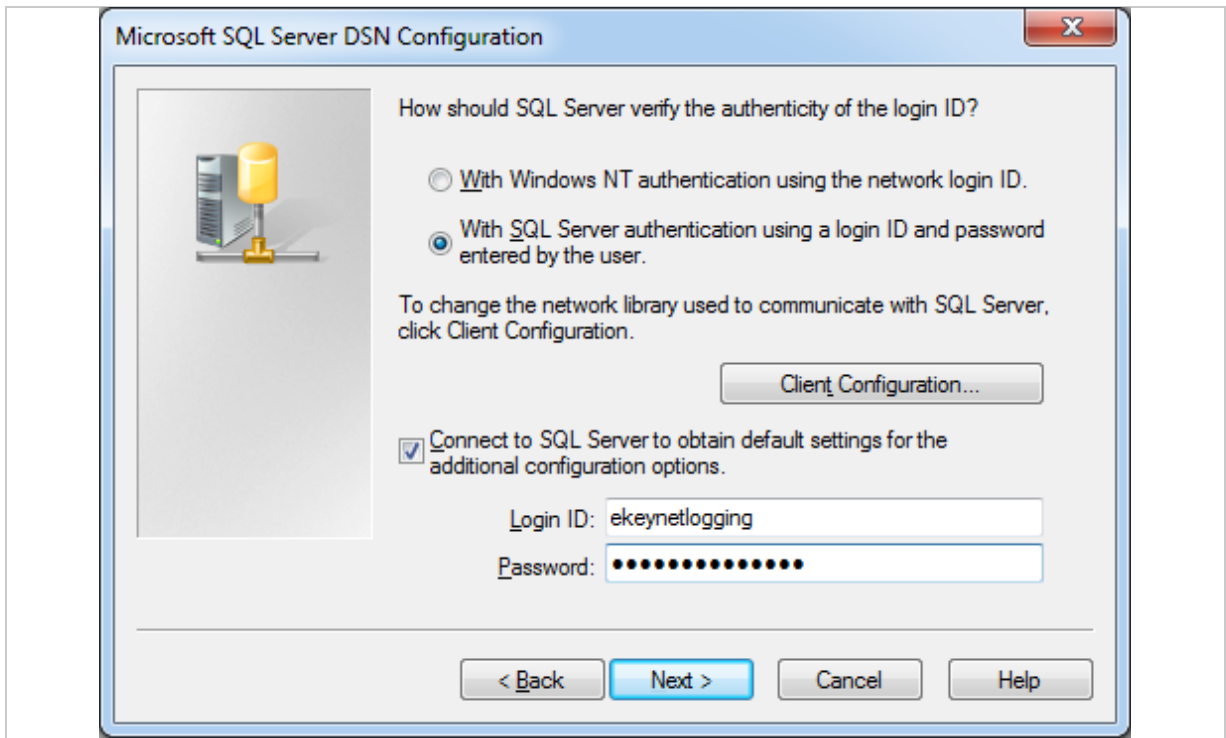 Microsoft SQL Server DSN Configuration
How should SQL Server verify the authenticity of the login ID?
With Windows NT authentication using the network login ID.
With SQL Server authentication using a login ID and password
entered by the user.
To change the network library used to communicate with SQL Server,
click Client Configuration.
Client Configuration...
Connect to SQL Server to obtain default settings for the
additional configuration options.
Login ID: ekeynetlogging
Password: ••••••••••••••
< Back Next > Cancel Help